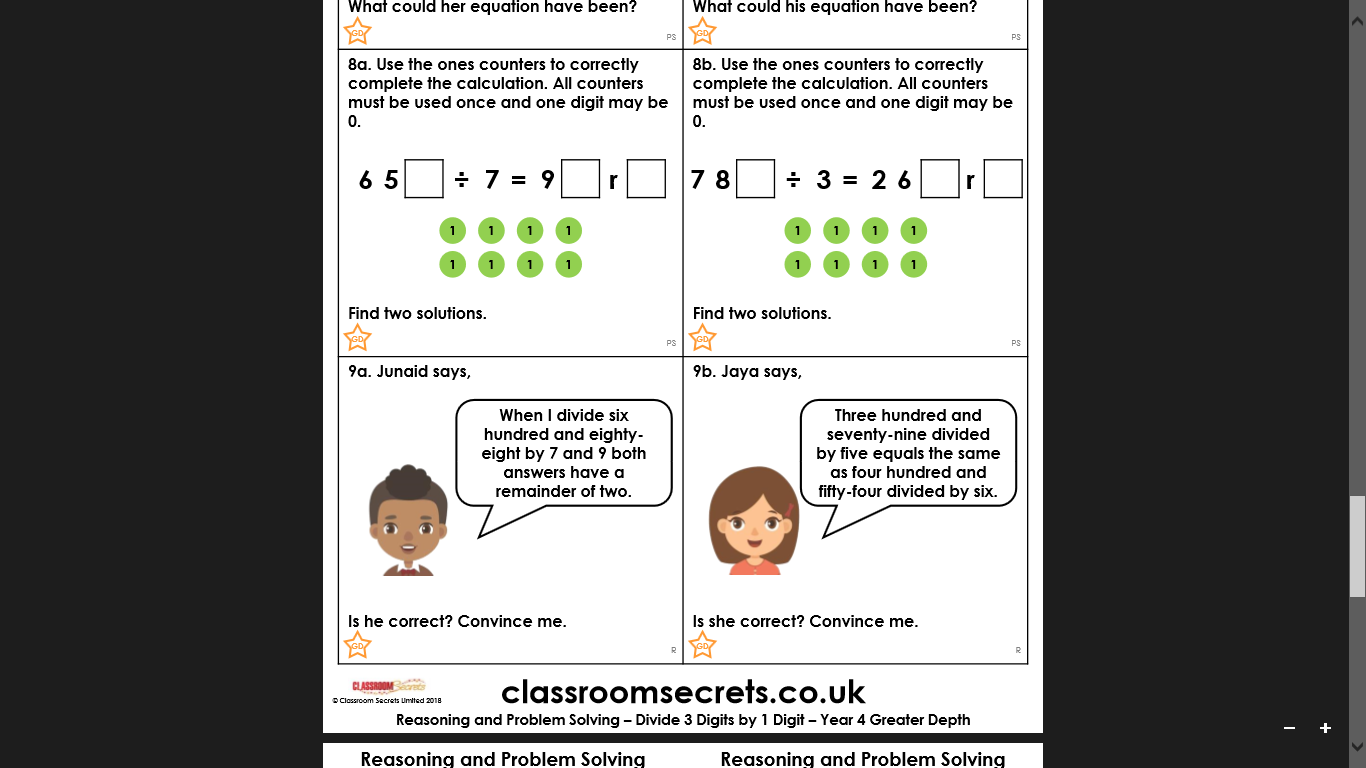 What could her equation have been?
GD
PS
What could his equation have been?
GD
PS
8a. Use the ones counters to correctly
complete the calculation. All counters
must be used once and one digit may be
0.
6 5 ÷ 7 = 9 r
1 1 1 1
1 1 1 1
Find two solutions.
GD
PS
8b. Use the ones counters to correctly
complete the calculation. All counters
must be used once and one digit may be
0.
7 8 ÷ 3 = 2 6 r
1 1 1 1
1 1 1 1
Find two solutions.
GD
PS
9a. Junaid says,
When I divide six
hundred and eighty-
eight by 7 and 9 both
answers have a
remainder of two.
Is he correct? Convince me.
GD
R
9b. Jaya says,
Three hundred and
seventy-nine divided
by five equals the same
as four hundred and
fifty-four divided by six.
Is she correct? Convince me.
GD
R
CLASSROOM Secrets
© Classroom Secrets Limited 2018
classroomsecrets.co.uk
Reasoning and Problem Solving – Divide 3 Digits by 1 Digit – Year 4 Greater Depth
Reasoning and Problem Solving
Reasoning and Problem Solving